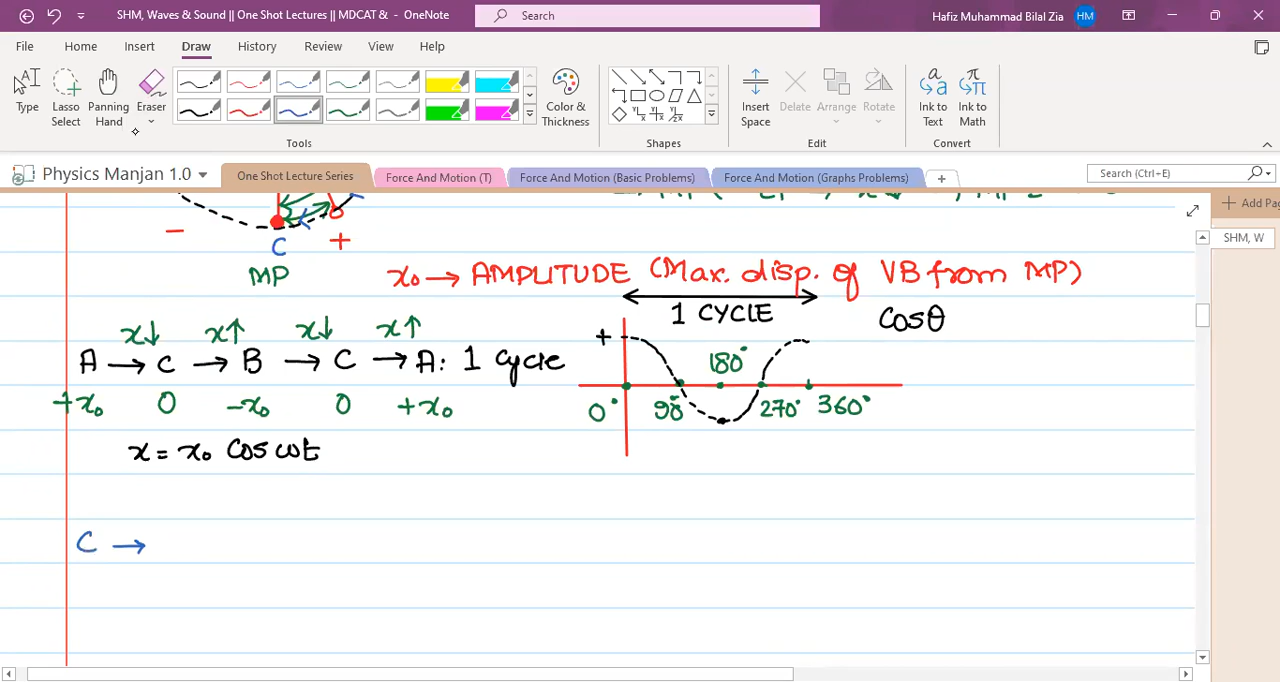 SHM, Waves & Sound || One Shot Lectures || MDCAT & - OneNote
Search
Hafiz Muhammad Bilal Zia HM
File Home Insert Draw History Review View Help
Type Lasso Select Panning Hand Eraser
Insert Space Delete Arrange Rotate
Color & Thickness
Ink to Text Ink to Math
Tools Shapes Edit Convert
Physics Manjan 1.0
One Shot Lecture Series Force And Motion (T) Force And Motion (Basic Problems) Force And Motion (Graphs Problems) +
Search (Ctrl+E)
+ Add Pag
SHM, W
− +
C
MP
x₀ → AMPLITUDE (Max. disp. of VB from MP)
1 CYCLE
Cosθ
x↓ x↑ x↓ x↑
A → C → B → C → A: 1 cycle
+x₀ 0 −x₀ 0 +x₀
x = x₀ Cos ωt
+
180°
0° 90° 270° 360°
C →